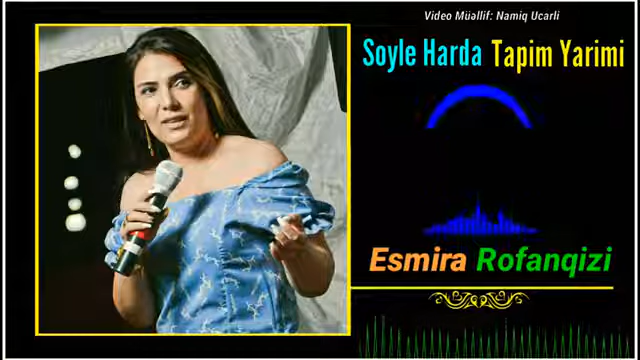 Video Müəllif: Namiq Ucarli
Soyle Harda Tapim Yarimi
Esmira Rofanqizi